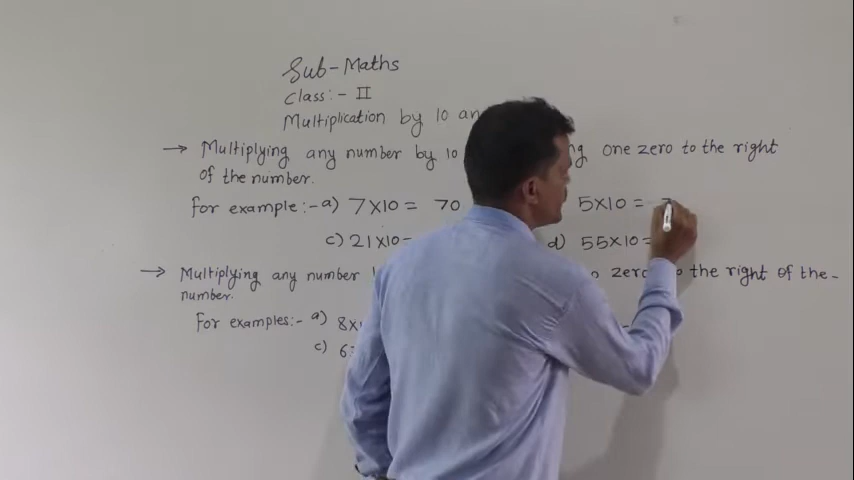 Sub-Maths
Class:- II
Multiplication by 10 an
→ Multiplying any number by 10 one zero to the right
of the number.
For example:- a) 7×10 = 70 5×10 =
c) 21×10= d) 55×10=
→ Multiplying any number zero to the right of the-
number.
For examples:- a) 8×
c) 6